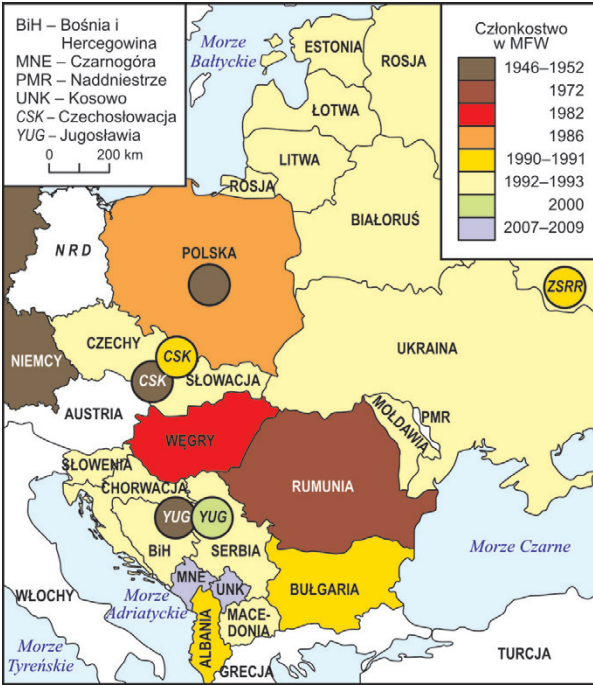 BiH – Bośnia i
Hercegowina
MNE – Czarnogóra
PMR – Naddniestrze
UNK – Kosowo
CSK – Czechosłowacja
YUG – Jugosławia
0 200 km
Członkostwo
w MFW
1946–1952
1972
1982
1986
1990–1991
1992–1993
2000
2007–2009
Morze
Bałtyckie
ESTONIA
ROSJA
ŁOTWA
LITWA
ROSJA
BIAŁORUŚ
NRD
POLSKA
ZSRR
NIEMCY
CZECHY
CSK
CSK
SŁOWACJA
UKRAINA
AUSTRIA
MOŁDAWIA
PMR
WĘGRY
SŁOWENIA
CHORWACJA
RUMUNIA
YUG
YUG
BiH
SERBIA
Morze Czarne
MNE
UNK
BUŁGARIA
WŁOCHY
Morze
Adriatyckie
ALBANIA
MACE-
DONIA
Morze
Tyreńskie
GRECJA
TURCJA